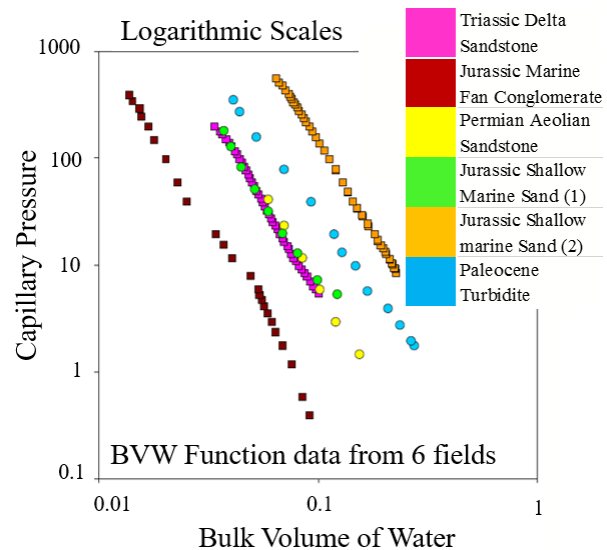 Logarithmic Scales
Triassic Delta
Sandstone
Jurassic Marine
Fan Conglomerate
Permian Aeolian
Sandstone
Jurassic Shallow
Marine Sand (1)
Jurassic Shallow
marine Sand (2)
Paleocene
Turbidite
Capillary Pressure
1000
100
10
1
0.1
BVW Function data from 6 fields
0.01
0.1
1
Bulk Volume of Water